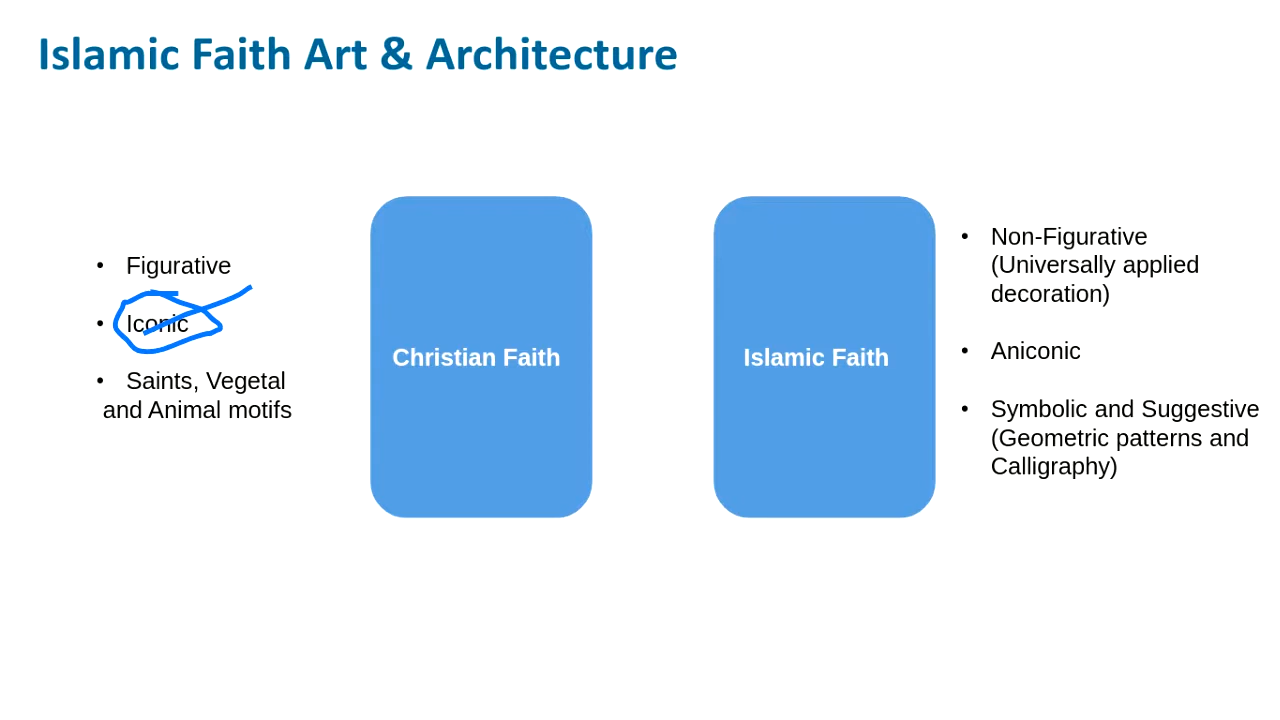 Islamic Faith Art & Architecture
• Figurative
• Iconic
• Saints, Vegetal
and Animal motifs
Christian Faith
Islamic Faith
• Non-Figurative
(Universally applied
decoration)
• Aniconic
• Symbolic and Suggestive
(Geometric patterns and
Calligraphy)